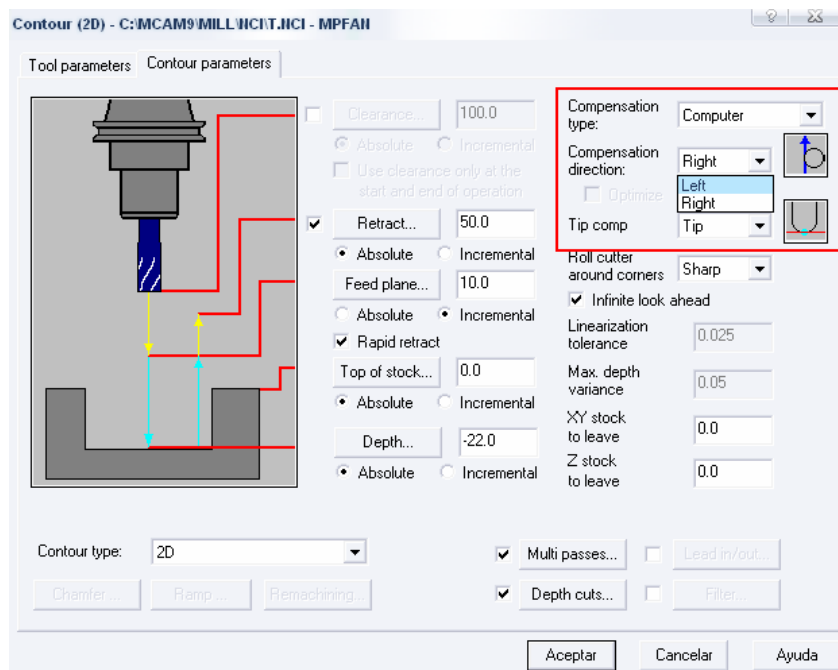 Contour (2D) - C:\MCAM9\MILL\NCI\T.NCI - MPFAN
Tool parameters Contour parameters
Clearance... 100.0
Absolute Incremental
Use clearance only at the
start and end of operation
Retract... 50.0
Absolute Incremental
Feed plane... 10.0
Absolute Incremental
Rapid retract
Top of stock... 0.0
Absolute Incremental
Depth... -22.0
Absolute Incremental
Compensation
type: Computer
Compensation
direction: Right
Left
Right
Optimize
Tip comp Tip
Roll cutter
around corners Sharp
Infinite look ahead
Linearization
tolerance 0.025
Max. depth
variance 0.05
XY stock
to leave 0.0
Z stock
to leave 0.0
Contour type: 2D
Multi passes... Lead in/out...
Chamfer... Ramp ... Remachining... Depth cuts... Filter...
Aceptar Cancelar Ayuda